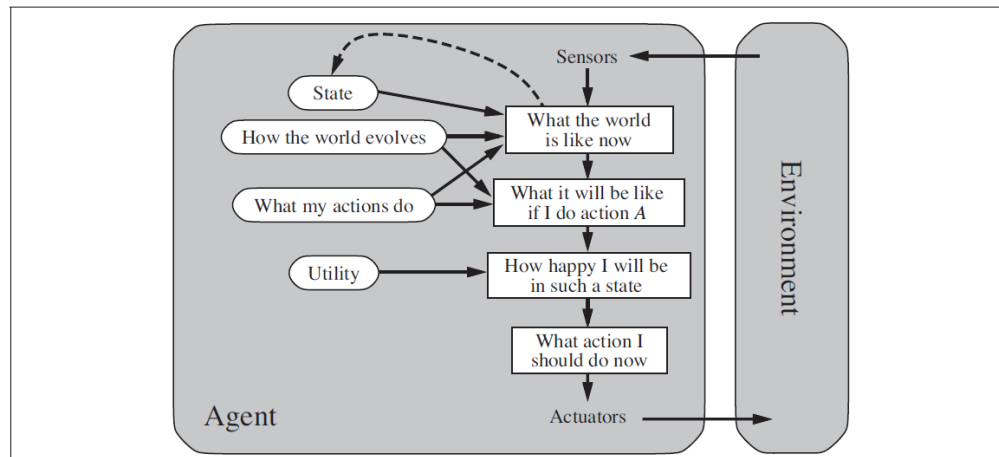 Sensors
State
What the world
is like now
How the world evolves
What it will be like
if I do action A
What my actions do
How happy I will be
in such a state
Utility
What action I
should do now
Agent
Actuators
Environment